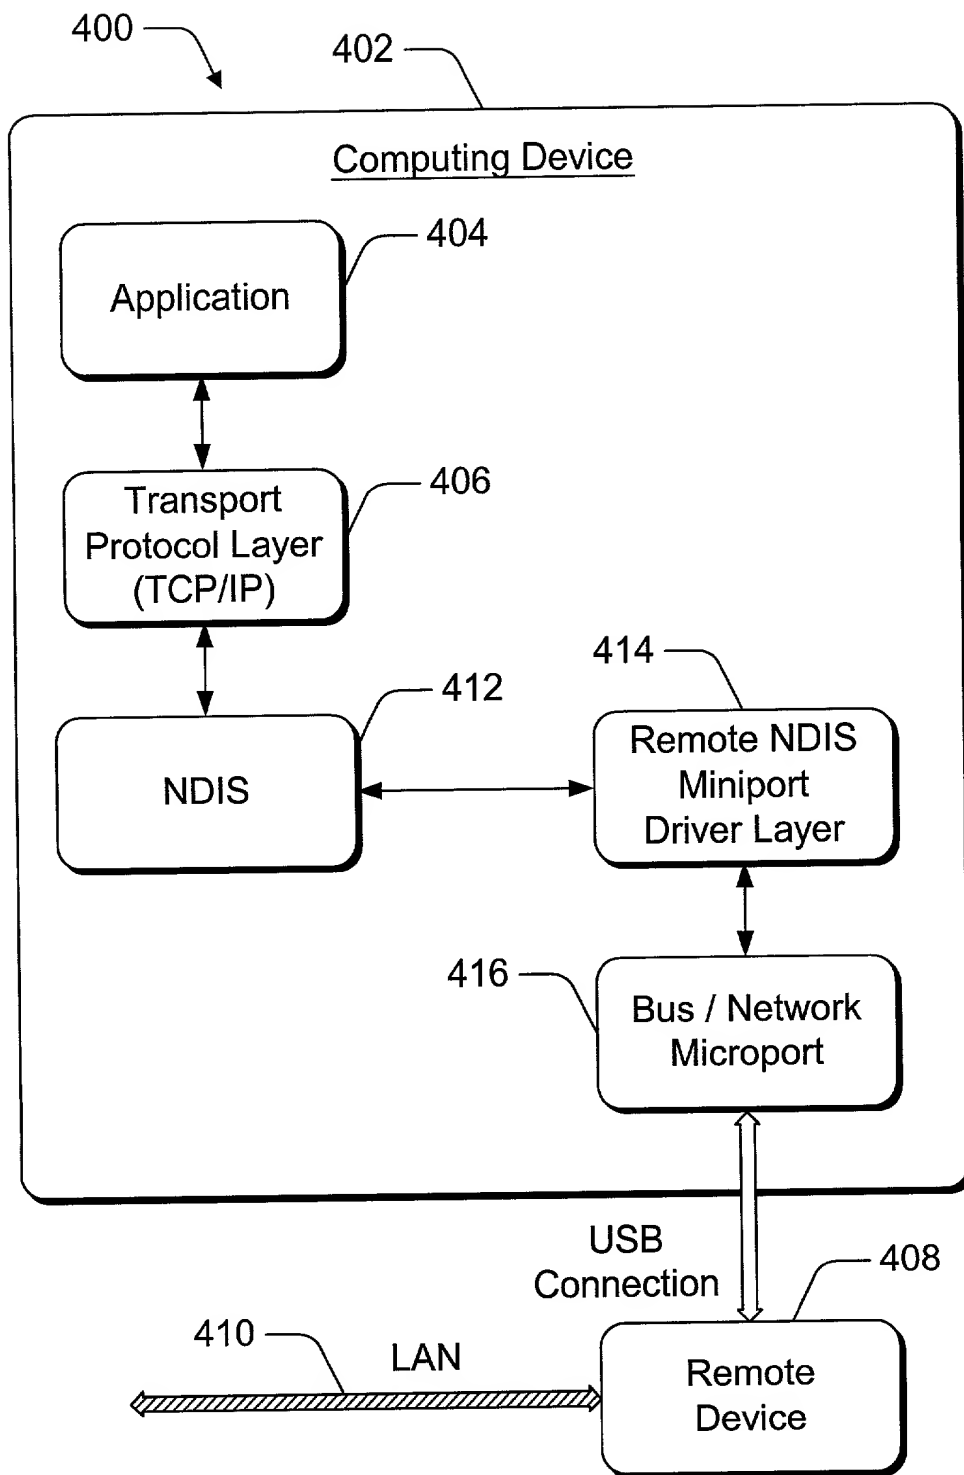 400
402
Computing Device
404
Application
406
Transport
Protocol Layer
(TCP/IP)
414
412
Remote NDIS
Miniport
Driver Layer
NDIS
416
Bus / Network
Microport
USB
Connection
408
410
LAN
Remote
Device